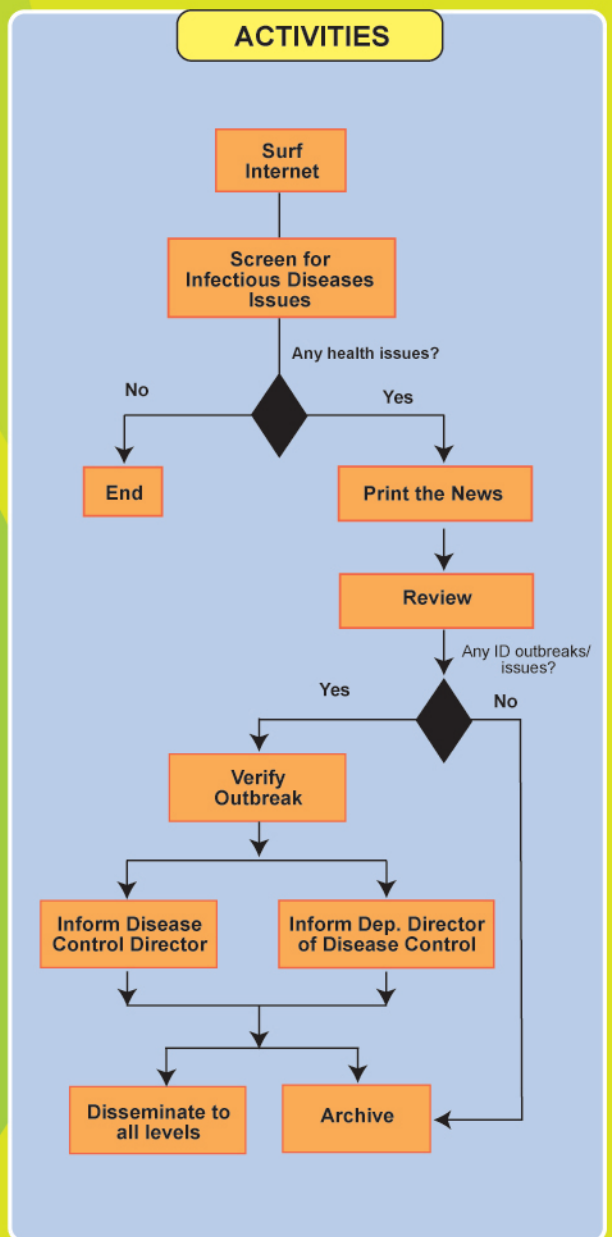 ACTIVITIES
Surf
Internet
Screen for
Infectious Diseases
Issues
Any health issues?
No
Yes
End
Print the News
Review
Any ID outbreaks/
issues?
Yes
No
Verify
Outbreak
Inform Disease
Control Director
Inform Dep. Director
of Disease Control
Disseminate to
all levels
Archive